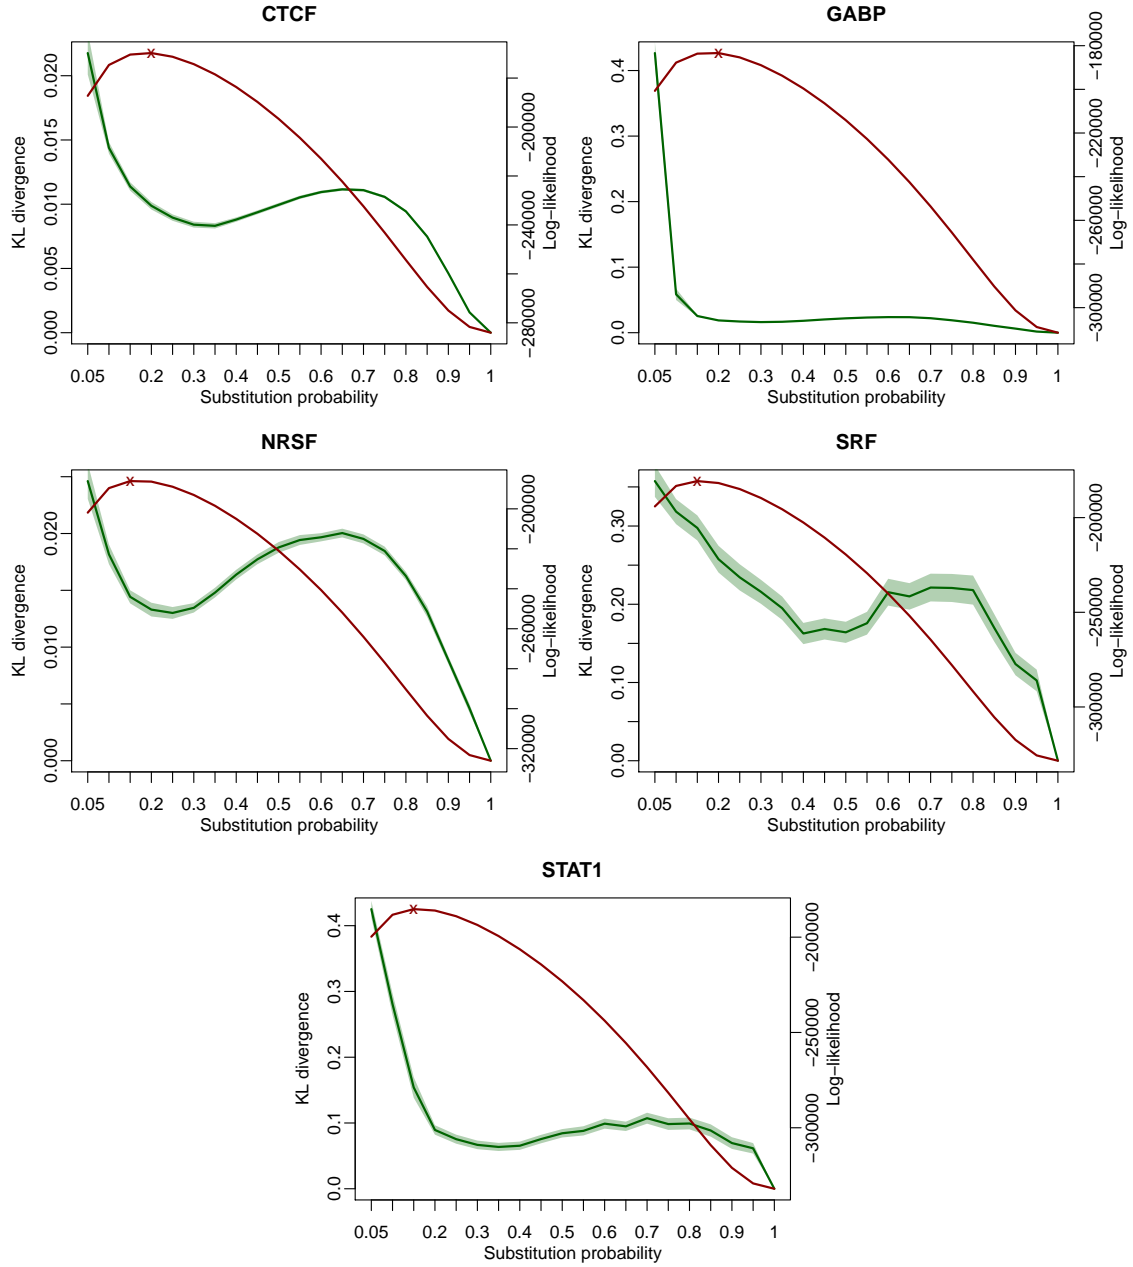 CTCF
KL divergence
0.000 0.005 0.010 0.015 0.020
Log−likelihood
−280000 −240000 −200000
0.05 0.2 0.3 0.4 0.5 0.6 0.7 0.8 0.9 1
Substitution probability
GABP
KL divergence
0.0 0.1 0.2 0.3 0.4
Log−likelihood
−300000 −260000 −220000 −180000
0.05 0.2 0.3 0.4 0.5 0.6 0.7 0.8 0.9 1
Substitution probability
NRSF
KL divergence
0.000 0.010 0.020
Log−likelihood
−320000 −260000 −200000
0.05 0.2 0.3 0.4 0.5 0.6 0.7 0.8 0.9 1
Substitution probability
SRF
KL divergence
0.00 0.10 0.20 0.30
Log−likelihood
−300000 −250000 −200000
0.05 0.2 0.3 0.4 0.5 0.6 0.7 0.8 0.9 1
Substitution probability
STAT1
KL divergence
0.0 0.1 0.2 0.3 0.4
Log−likelihood
−300000 −250000 −200000
0.05 0.2 0.3 0.4 0.5 0.6 0.7 0.8 0.9 1
Substitution probability